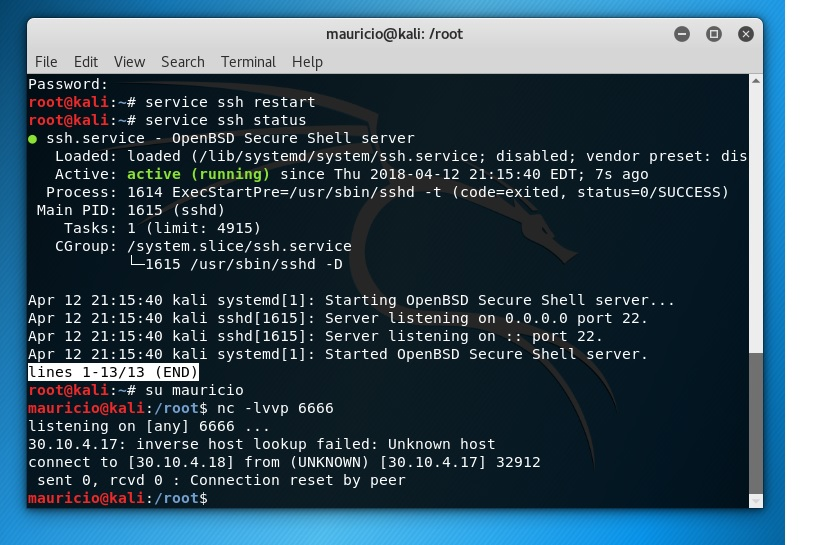 mauricio@kali: /root
File Edit View Search Terminal Help
Password:
root@kali:~# service ssh restart
root@kali:~# service ssh status
● ssh.service - OpenBSD Secure Shell server
   Loaded: loaded (/lib/systemd/system/ssh.service; disabled; vendor preset: dis
   Active: active (running) since Thu 2018-04-12 21:15:40 EDT; 7s ago
  Process: 1614 ExecStartPre=/usr/sbin/sshd -t (code=exited, status=0/SUCCESS)
 Main PID: 1615 (sshd)
    Tasks: 1 (limit: 4915)
   CGroup: /system.slice/ssh.service
           └─1615 /usr/sbin/sshd -D
Apr 12 21:15:40 kali systemd[1]: Starting OpenBSD Secure Shell server...
Apr 12 21:15:40 kali sshd[1615]: Server listening on 0.0.0.0 port 22.
Apr 12 21:15:40 kali sshd[1615]: Server listening on :: port 22.
Apr 12 21:15:40 kali systemd[1]: Started OpenBSD Secure Shell server.
lines 1-13/13 (END)
root@kali:~# su mauricio
mauricio@kali:/root$ nc -lvvp 6666
listening on [any] 6666 ...
30.10.4.17: inverse host lookup failed: Unknown host
connect to [30.10.4.18] from (UNKNOWN) [30.10.4.17] 32912
 sent 0, rcvd 0 : Connection reset by peer
mauricio@kali:/root$